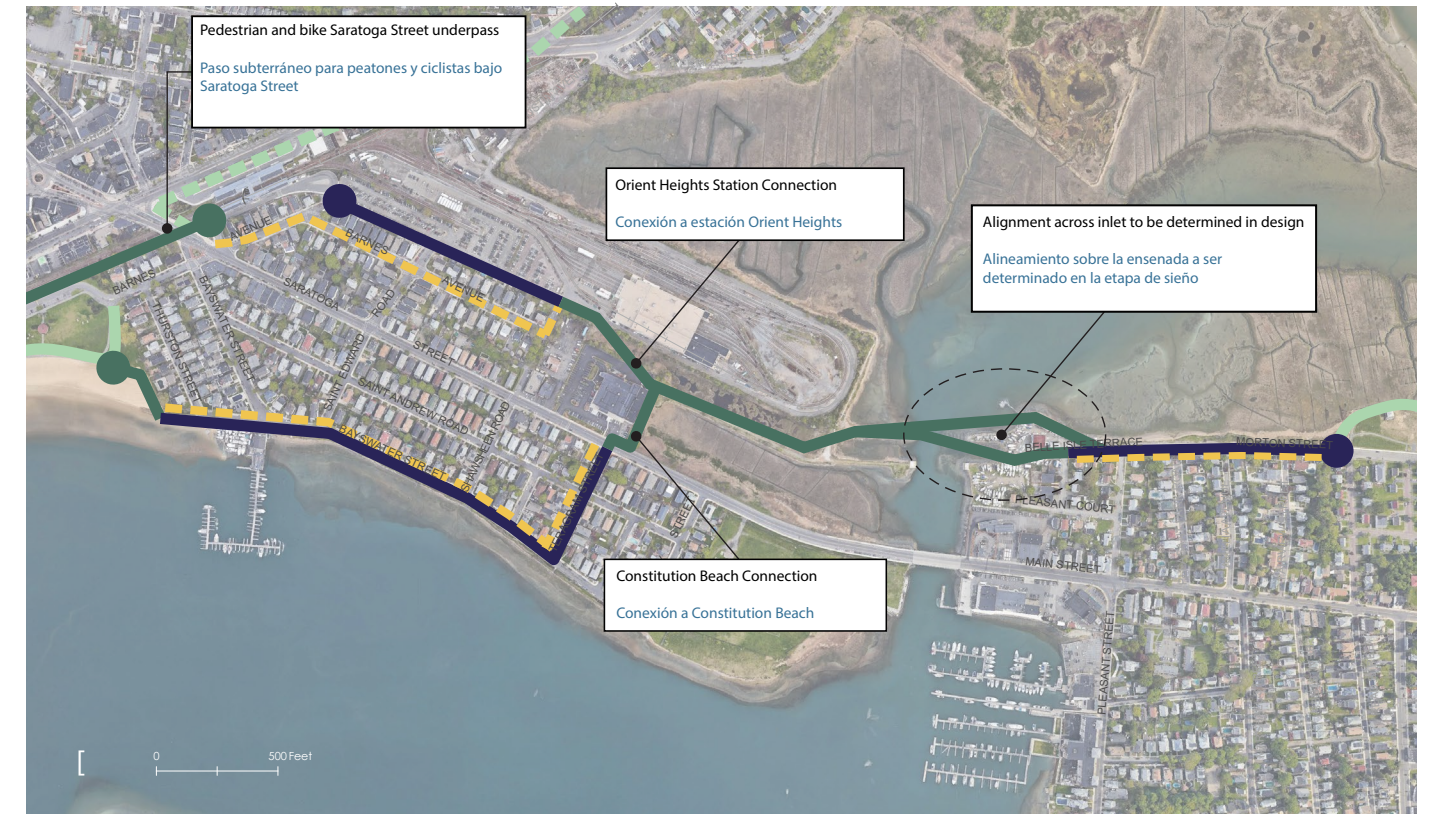 Pedestrian and bike Saratoga Street underpass
Paso subterráneo para peatones y ciclistas bajo
Saratoga Street
Orient Heights Station Connection
Conexión a estación Orient Heights
Alignment across inlet to be determined in design
Alineamiento sobre la ensenada a ser
determinado en la etapa de sieño
AVENUE
BARNES
AVENUE
BARNES
BAYSWATER STREET
THURSTON STREET
SARATOGA
STREET
ROAD
SAINT EDWARD
SAINT ANDREW ROAD
SHAWSHEEN ROAD
BAYSWATER STREET
STREET
STREET
BELLE ISLE TERRACE
MORTON STREET
PLEASANT COURT
MAIN STREET
PLEASANT STREET
Constitution Beach Connection
Conexión a Constitution Beach
[
0
500 Feet